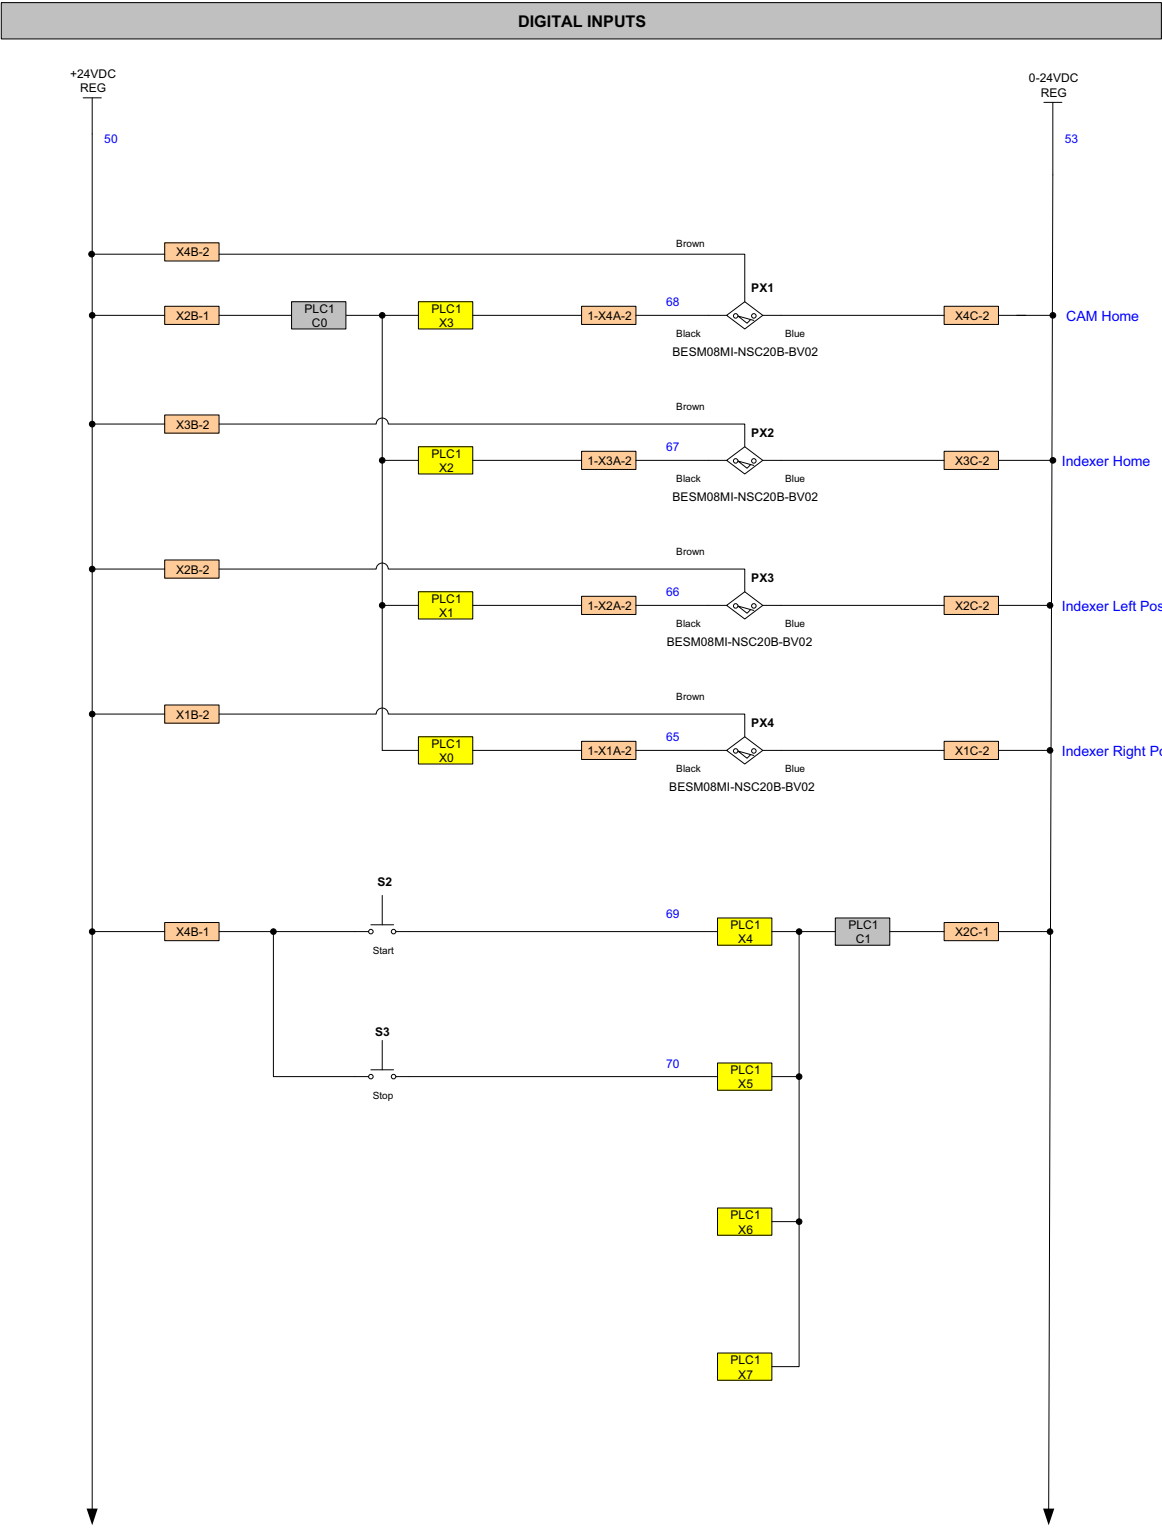 DIGITAL INPUTS
+24VDC
REG
0-24VDC
REG
50
53
X4B-2
Brown
PX1
X2B-1
PLC1
C0
PLC1
X3
1-X4A-2
68
Black
Blue
X4C-2
CAM Home
BESM08MI-NSC20B-BV02
X3B-2
Brown
PX2
PLC1
X2
1-X3A-2
67
Black
Blue
X3C-2
Indexer Home
BESM08MI-NSC20B-BV02
X2B-2
Brown
PX3
PLC1
X1
1-X2A-2
66
Black
Blue
X2C-2
Indexer Left Pos
BESM08MI-NSC20B-BV02
X1B-2
Brown
PX4
PLC1
X0
1-X1A-2
65
Black
Blue
X1C-2
Indexer Right Po
BESM08MI-NSC20B-BV02
S2
X4B-1
Start
69
PLC1
X4
PLC1
C1
X2C-1
S3
Stop
70
PLC1
X5
PLC1
X6
PLC1
X7